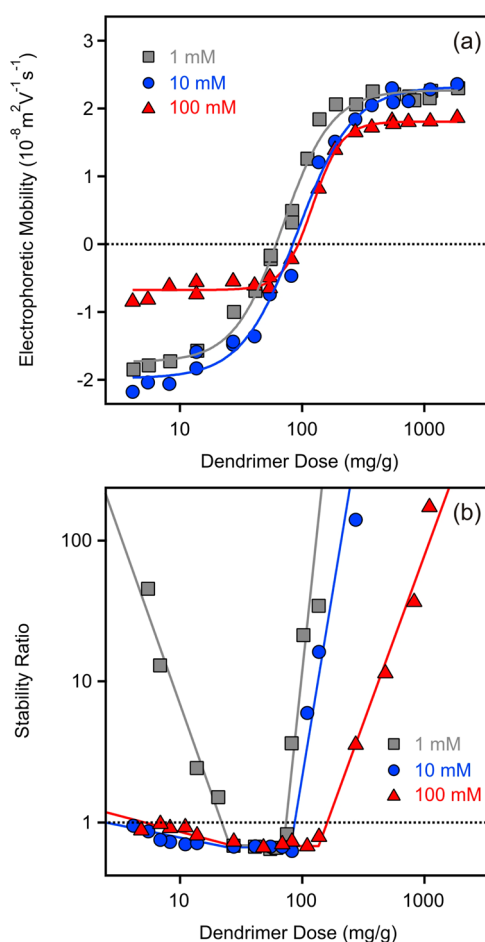 (a)
3
2
1
0
-1
-2
Electrophoretic Mobility (10⁻⁸ m² V⁻¹ s⁻¹)
1 mM
10 mM
100 mM
10
100
1000
Dendrimer Dose (mg/g)
(b)
100
10
1
Stability Ratio
1 mM
10 mM
100 mM
10
100
1000
Dendrimer Dose (mg/g)